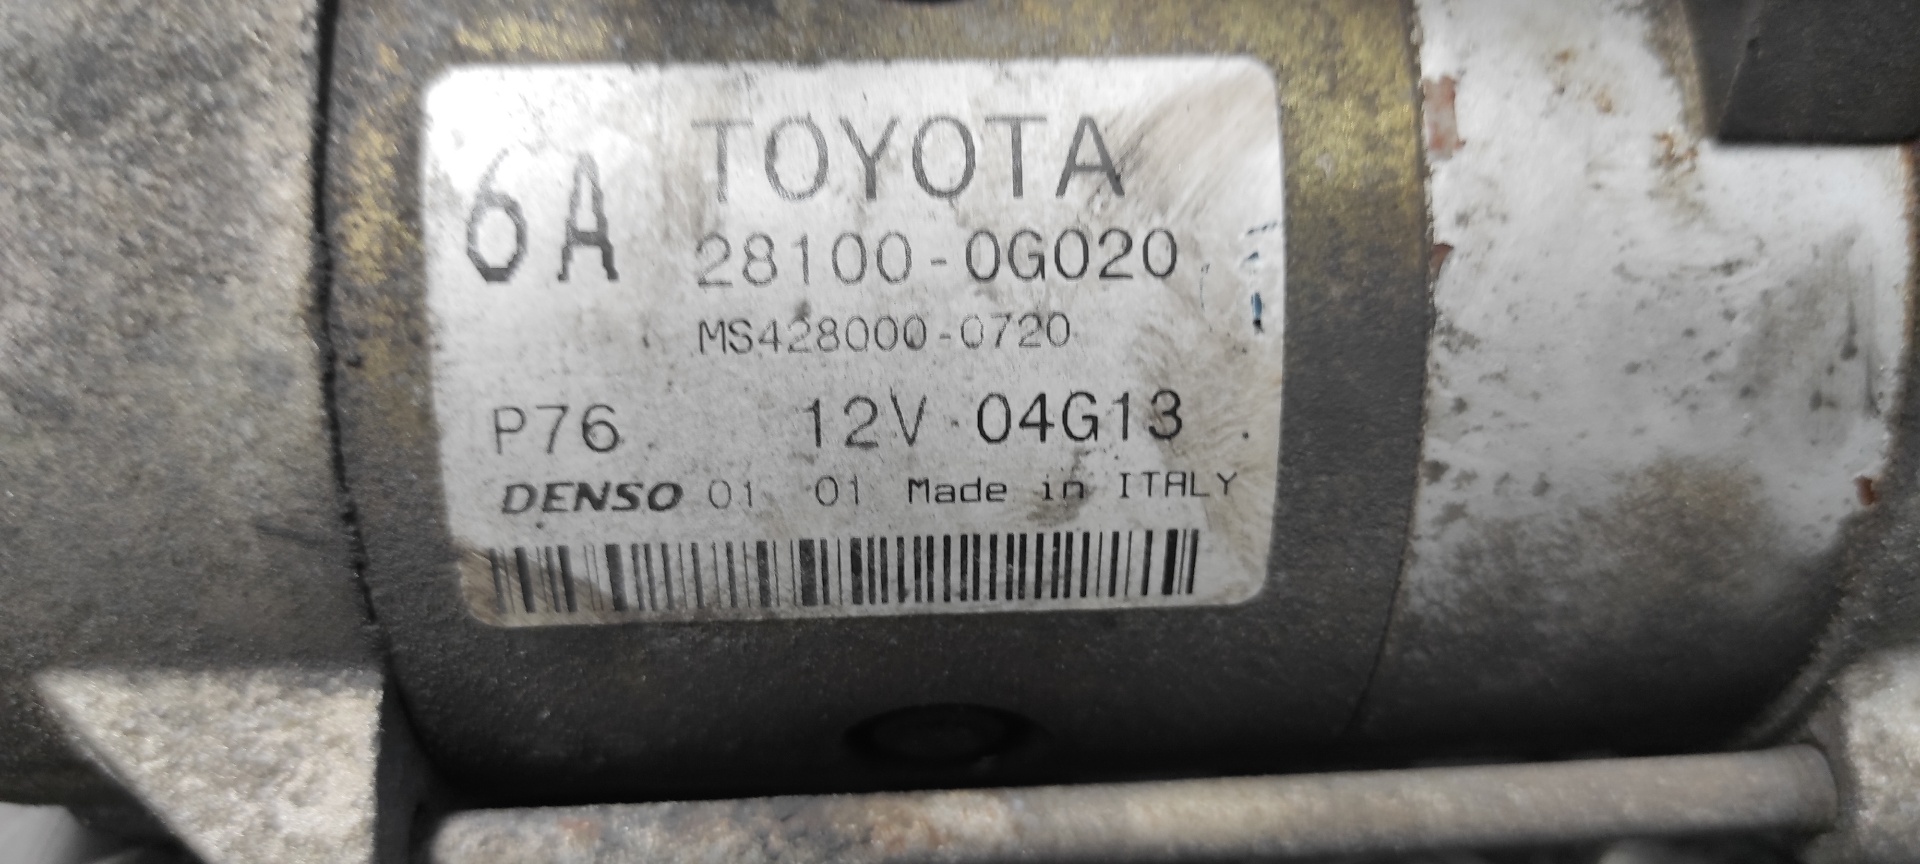 TOYOTA
6A
28100-0G020
MS428000-0720
P76 12V 04G13
DENSO 01 01 Made in ITALY